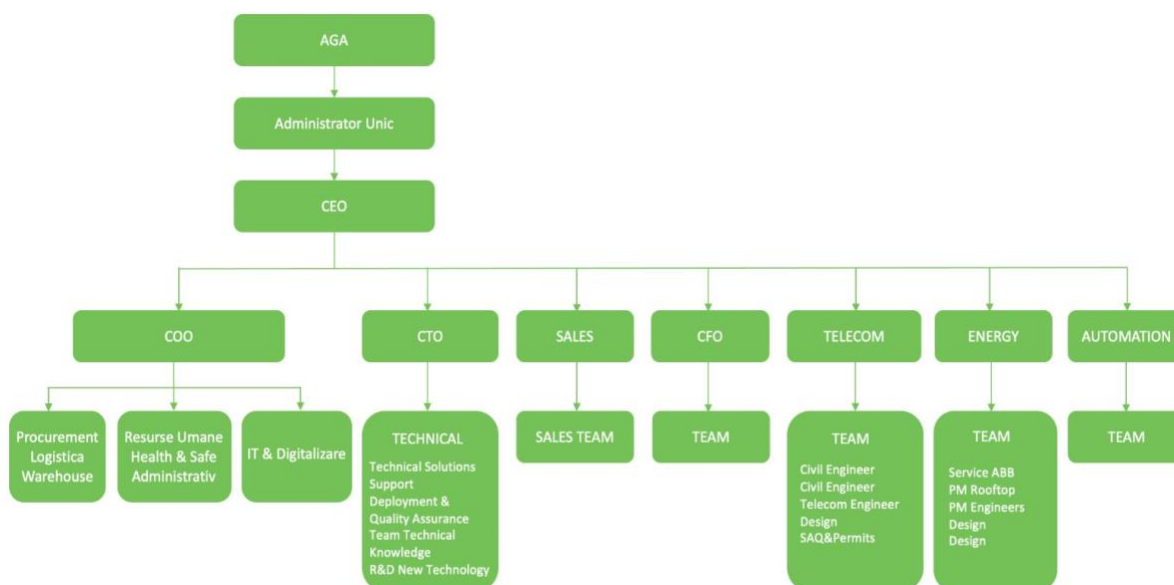 AGA
Administrator Unic
CEO
COO
CTO
SALES
CFO
TELECOM
ENERGY
AUTOMATION
Procurement
Logistica
Warehouse
Resurse Umane
Health & Safe
Administrativ
IT & Digitalizare
TECHNICAL
Technical Solutions
Support
Deployment &
Quality Assurance
Team Technical
Knowledge
R&D New Technology
SALES TEAM
TEAM
TEAM
Civil Engineer
Civil Engineer
Telecom Engineer
Design
SAQ&Permits
TEAM
Service ABB
PM Rooftop
PM Engineers
Design
Design
TEAM